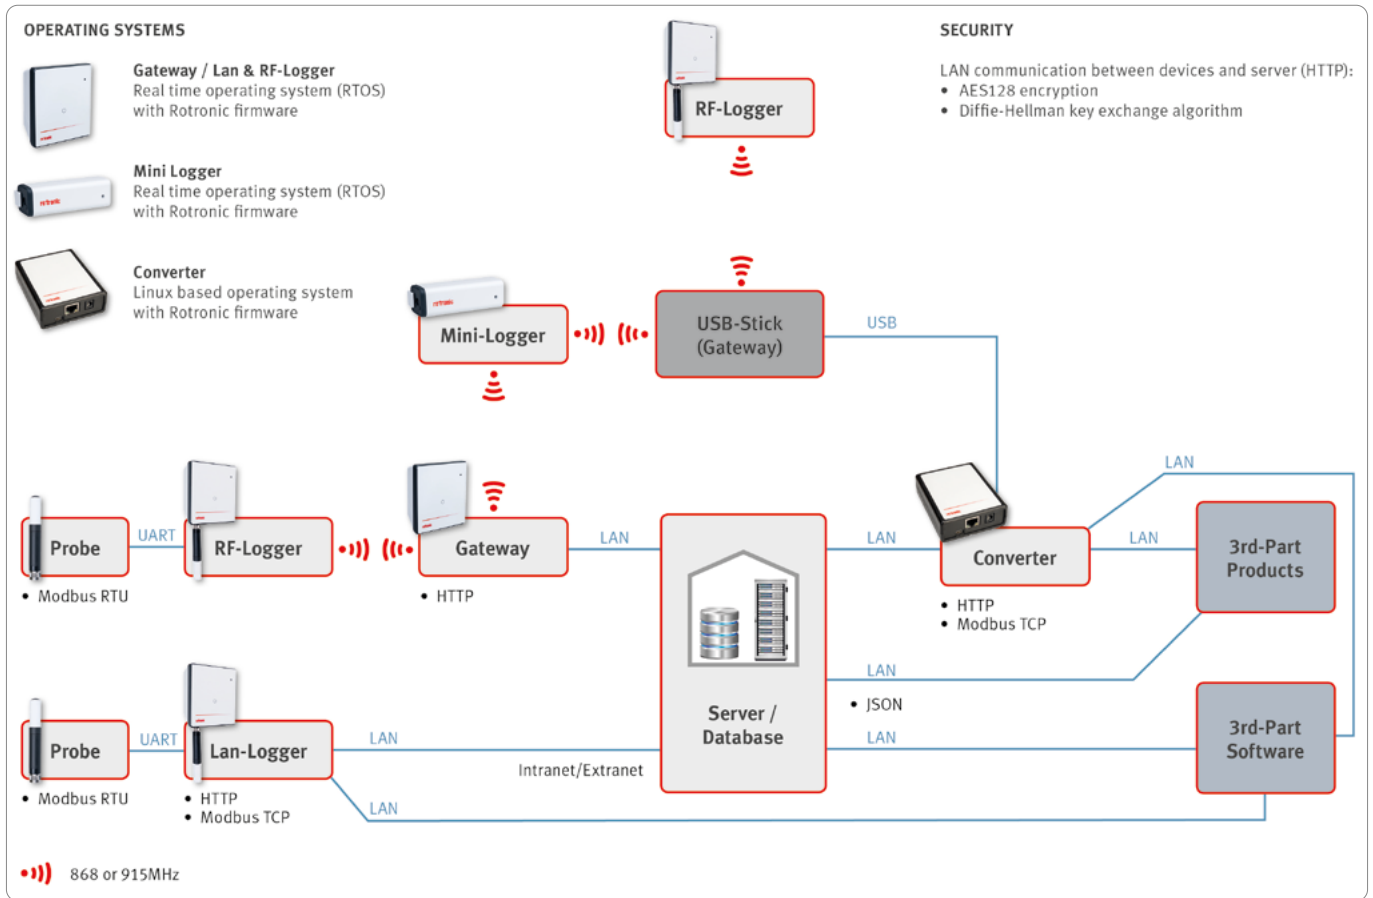 OPERATING SYSTEMS
Gateway / Lan & RF-Logger
Real time operating system (RTOS)
with Rotronic firmware
Mini Logger
Real time operating system (RTOS)
with Rotronic firmware
Converter
Linux based operating system
with Rotronic firmware
RF-Logger
SECURITY
LAN communication between devices and server (HTTP):
• AES128 encryption
• Diffie-Hellman key exchange algorithm
rotronic
Mini-Logger
USB-Stick
(Gateway)
USB
Probe
UART
RF-Logger
Gateway
LAN
LAN
Converter
LAN
LAN
3rd-Part
Products
• Modbus RTU
• HTTP
• HTTP
• Modbus TCP
Server /
Database
LAN
• JSON
LAN
3rd-Part
Software
Probe
UART
Lan-Logger
LAN
Intranet/Extranet
• Modbus RTU
• HTTP
• Modbus TCP
LAN
868 or 915MHz